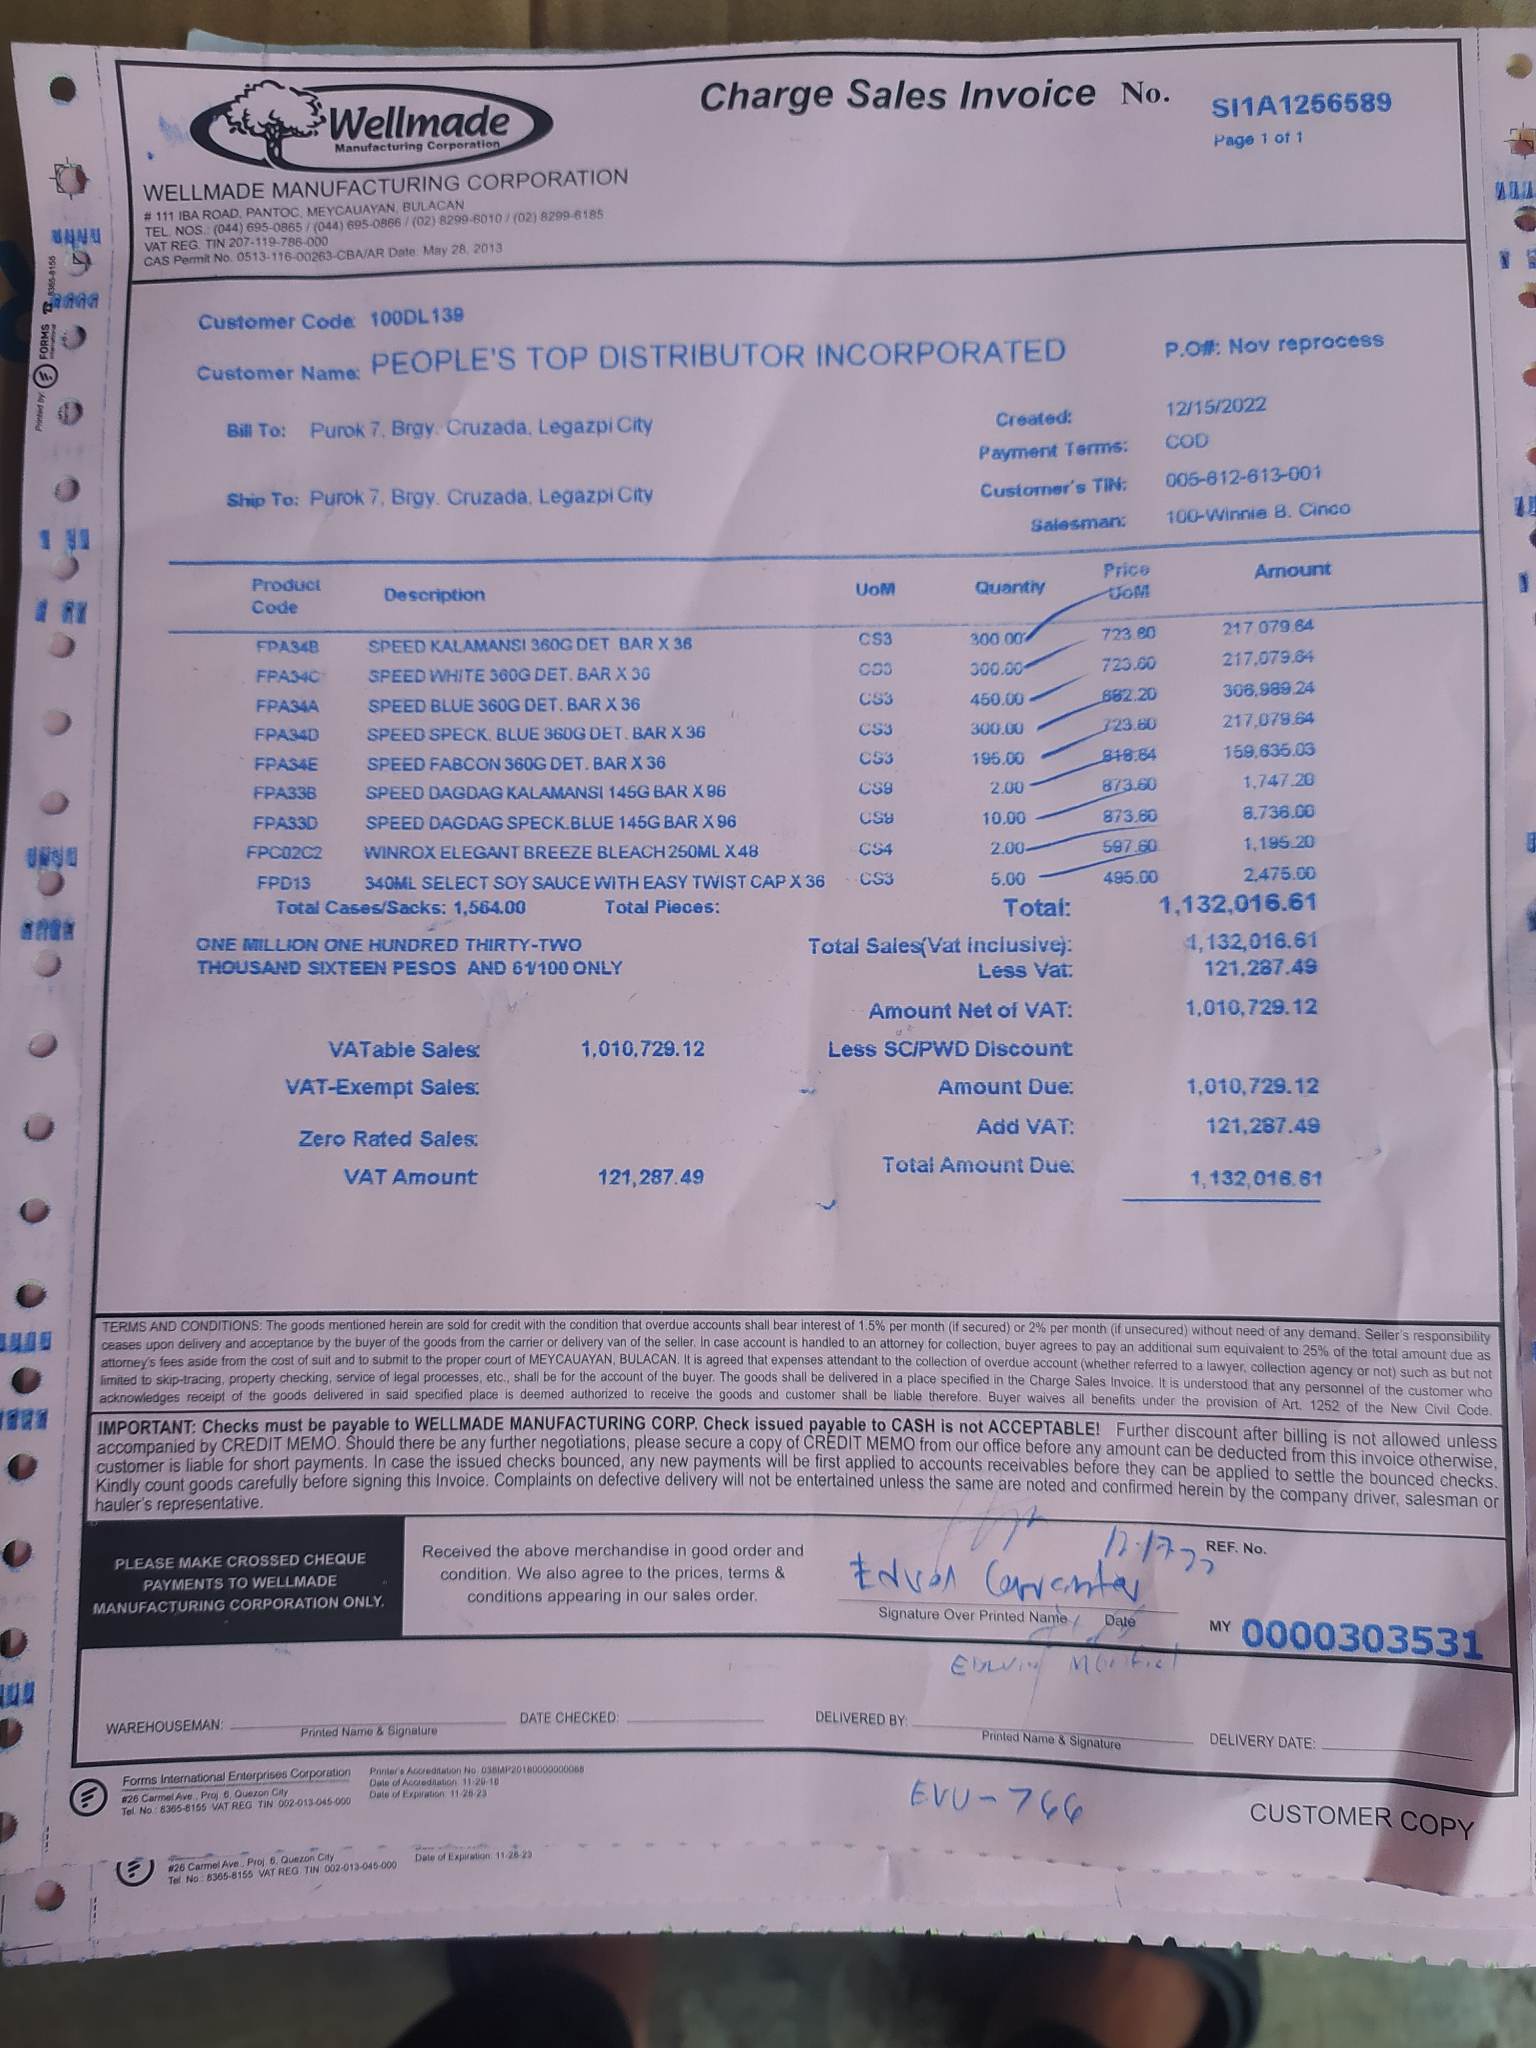 Wellmade
Manufacturing Corporation
Charge Sales Invoice No. SI1A1256589
Page 1 of 1
WELLMADE MANUFACTURING CORPORATION
# 111 IBA ROAD, PANTOC, MEYCAUAYAN, BULACAN
TEL. NOS.: (044) 695-0865 / (044) 695-0866 / (02) 8299-6010 / (02) 8299-6185
VAT REG. TIN 207-119-786-000
CAS Permit No. 0513-116-00263-CBA/AR Date: May 28, 2013
Printed by: FORMS International 8365-8155
Customer Code: 100DL139
Customer Name: PEOPLE'S TOP DISTRIBUTOR INCORPORATED P.O#: Nov reprocess
Bill To: Purok 7, Brgy. Cruzada, Legazpi City
Created: 12/15/2022
Payment Terms: COD
Ship To: Purok 7, Brgy. Cruzada, Legazpi City
Customer's TIN: 005-812-613-001
Salesman: 100-Winnie B. Cinco
Product Code Description UoM Quantiy Price UoM Amount
FPA34B SPEED KALAMANSI 360G DET. BAR X 36 CS3 300.00 723.60 217,079.64
FPA34C SPEED WHITE 360G DET. BAR X 36 CS3 300.00 723.60 217,079.64
FPA34A SPEED BLUE 360G DET. BAR X 36 CS3 450.00 682.20 306,989.24
FPA34D SPEED SPECK. BLUE 360G DET. BAR X 36 CS3 300.00 723.60 217,079.64
FPA34E SPEED FABCON 360G DET. BAR X 36 CS3 195.00 818.64 159,635.03
FPA33B SPEED DAGDAG KALAMANSI 145G BAR X 96 CS9 2.00 873.60 1,747.20
FPA33D SPEED DAGDAG SPECK.BLUE 145G BAR X 96 CS9 10.00 873.60 8,736.00
FPC02C2 WINROX ELEGANT BREEZE BLEACH 250ML X 48 CS4 2.00 597.60 1,195.20
FPD13 340ML SELECT SOY SAUCE WITH EASY TWIST CAP X 36 CS3 5.00 495.00 2,475.00
Total Cases/Sacks: 1,564.00 Total Pieces: Total: 1,132,016.61
ONE MILLION ONE HUNDRED THIRTY-TWO
THOUSAND SIXTEEN PESOS AND 61/100 ONLY
Total Sales(Vat Inclusive): 1,132,016.61
Less Vat: 121,287.49
Amount Net of VAT: 1,010,729.12
VATable Sales: 1,010,729.12 Less SC/PWD Discount:
VAT-Exempt Sales: Amount Due: 1,010,729.12
Zero Rated Sales: Add VAT: 121,287.49
VAT Amount: 121,287.49 Total Amount Due: 1,132,016.61
TERMS AND CONDITIONS: The goods mentioned herein are sold for credit with the condition that overdue accounts shall bear interest of 1.5% per month (if secured) or 2% per month (if unsecured) without need of any demand. Seller's responsibility
ceases upon delivery and acceptance by the buyer of the goods from the carrier or delivery van of the seller. In case account is handled to an attorney for collection, buyer agrees to pay an additional sum equivalent to 25% of the total amount due as
attorney's fees aside from the cost of suit and to submit to the proper court of MEYCAUAYAN, BULACAN. It is agreed that expenses attendant to the collection of overdue account (whether referred to a lawyer, collection agency or not) such as but not
limited to skip-tracing, property checking, service of legal processes, etc., shall be for the account of the buyer. The goods shall be delivered in a place specified in the Charge Sales Invoice. It is understood that any personnel of the customer who
acknowledges receipt of the goods delivered in said specified place is deemed authorized to receive the goods and customer shall be liable therefore. Buyer waives all benefits under the provision of Art. 1252 of the New Civil Code.
IMPORTANT: Checks must be payable to WELLMADE MANUFACTURING CORP. Check issued payable to CASH is not ACCEPTABLE! Further discount after billing is not allowed unless
accompanied by CREDIT MEMO. Should there be any further negotiations, please secure a copy of CREDIT MEMO from our office before any amount can be deducted from this invoice otherwise,
customer is liable for short payments. In case the issued checks bounced, any new payments will be first applied to accounts receivables before they can be applied to settle the bounced checks.
Kindly count goods carefully before signing this Invoice. Complaints on defective delivery will not be entertained unless the same are noted and confirmed herein by the company driver, salesman or
hauler's representative.
PLEASE MAKE CROSSED CHEQUE
PAYMENTS TO WELLMADE
MANUFACTURING CORPORATION ONLY.
Received the above merchandise in good order and
condition. We also agree to the prices, terms &
conditions appearing in our sales order.
Signature Over Printed Name / Date
REF. No.
MY 0000303531
WAREHOUSEMAN: Printed Name & Signature DATE CHECKED: DELIVERED BY: Printed Name & Signature DELIVERY DATE:
Forms International Enterprises Corporation
#26 Carmel Ave., Proj. 6, Quezon City
Tel. No.: 8365-8155 VAT REG. TIN 002-013-045-000
Printer's Accreditation No. 038MP20180000000068
Date of Accreditation: 11-29-18
Date of Expiration: 11-28-23
EVU-766
CUSTOMER COPY
#26 Carmel Ave., Proj. 6, Quezon City
Tel. No.: 8365-8155 VAT REG. TIN 002-013-045-000
Date of Expiration: 11-28-23